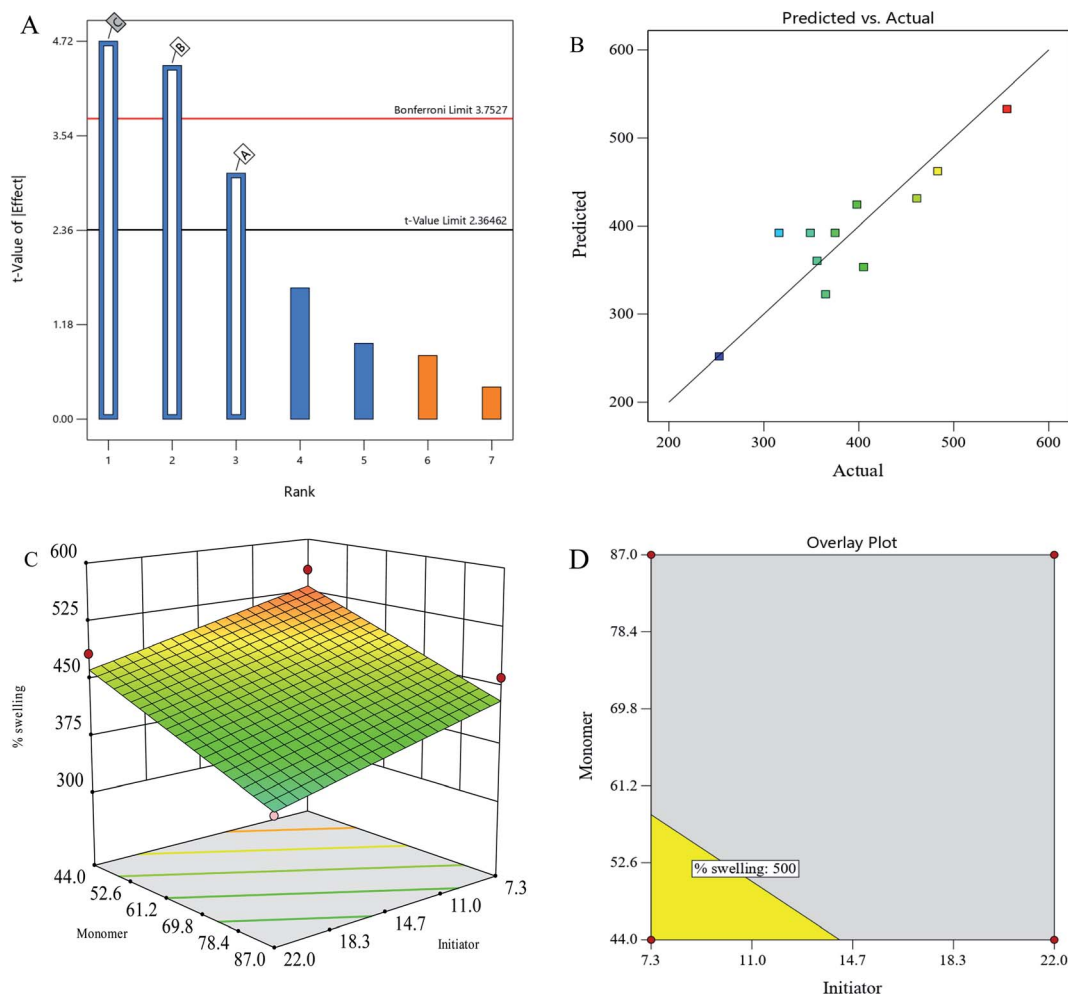 A
4.72
3.54
2.36
1.18
0.00
t-Value of |Effect|
C
B
A
Bonferroni Limit 3.7527
t-Value Limit 2.36462
1 2 3 4 5 6 7
Rank
B
Predicted vs. Actual
600
500
400
300
200
Predicted
200 300 400 500 600
Actual
C
600
525
450
375
300
% swelling
44.0
52.6
61.2
69.8
78.4
87.0
Monomer
22.0
18.3
14.7
11.0
7.3
Initiator
D
Overlay Plot
87.0
78.4
69.8
61.2
52.6
44.0
Monomer
% swelling: 500
7.3 11.0 14.7 18.3 22.0
Initiator